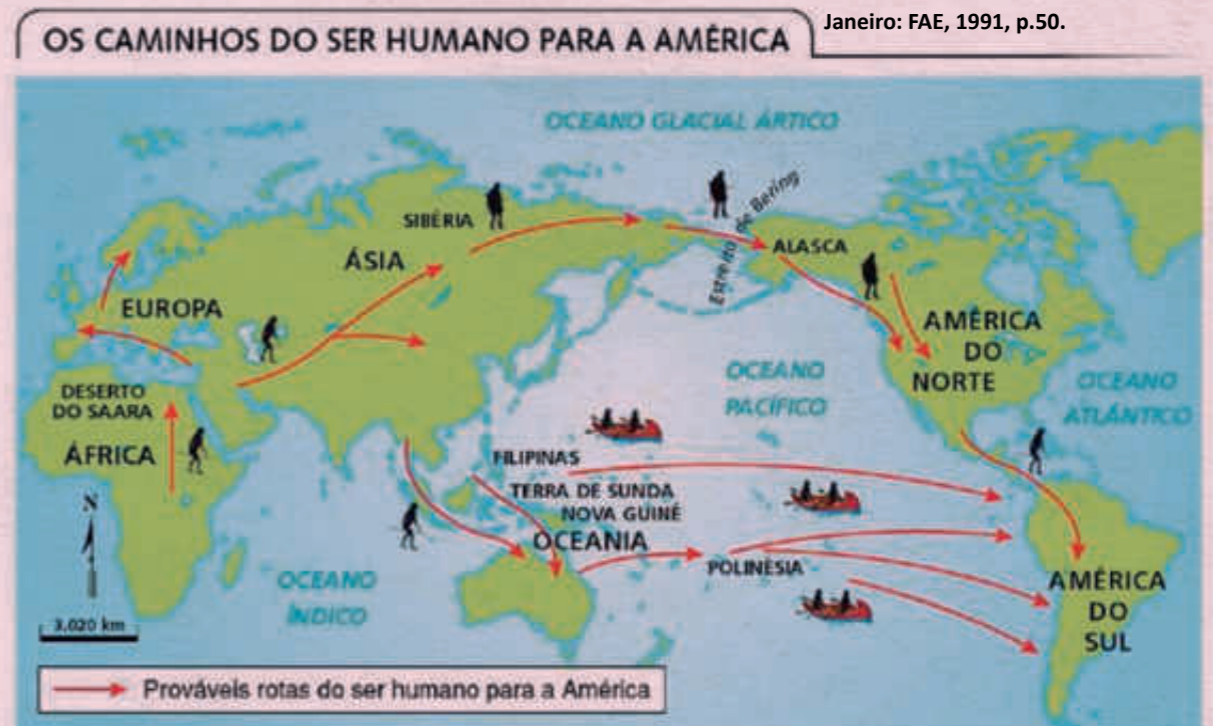 Janeiro: FAE, 1991, p.50.
OS CAMINHOS DO SER HUMANO PARA A AMÉRICA
OCEANO GLACIAL ÁRTICO
Estreito de Bering
SIBÉRIA
ALASCA
ÁSIA
EUROPA
AMÉRICA
DO
NORTE
OCEANO
PACÍFICO
OCEANO
ATLÂNTICO
DESERTO
DO SAARA
ÁFRICA
FILIPINAS
TERRA DE SUNDA
NOVA GUINÉ
OCEANIA
POLINÉSIA
N
OCEANO
ÍNDICO
AMÉRICA
DO
SUL
3.020 km
Prováveis rotas do ser humano para a América